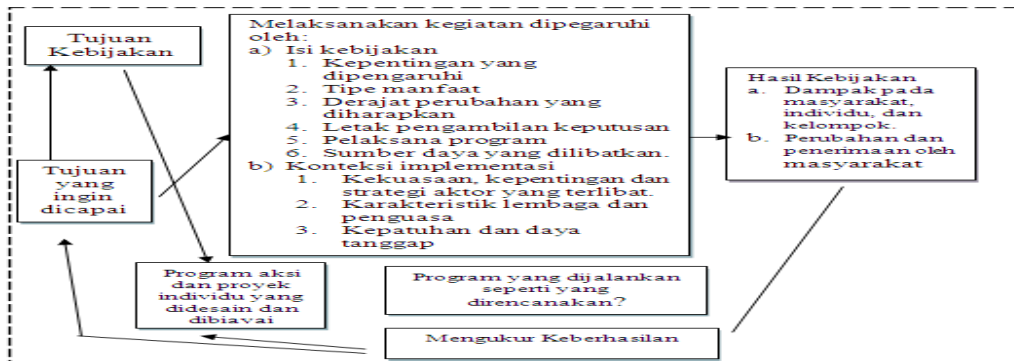 Tujuan
Kebijakan
Melaksanakan kegiatan dipegaruhi
oleh:
a) Isi kebijakan
1. Kepentingan yang
dipengaruhi
2. Tipe manfaat
3. Derajat perubahan yang
diharapkan
4. Letak pengambilan keputusan
5. Pelaksana program
6. Sumber daya yang dilibatkan.
b) Konteksi implementasi
1. Kekuasaan, kepentingan dan
strategi aktor yang terlibat.
2. Karakteristik lembaga dan
penguasa
3. Kepatuhan dan daya
tanggap
Hasil Kebijakan
a. Dampak pada
masyarakat,
individu, dan
kelompok.
b. Perubahan dan
penerimaan oleh
masyarakat
Tujuan
yang
ingin
dicapai
Program aksi
dan proyek
individu yang
didesain dan
dibiavai
Program yang dijalankan
seperti yang
direncanakan?
Mengukur Keberhasilan